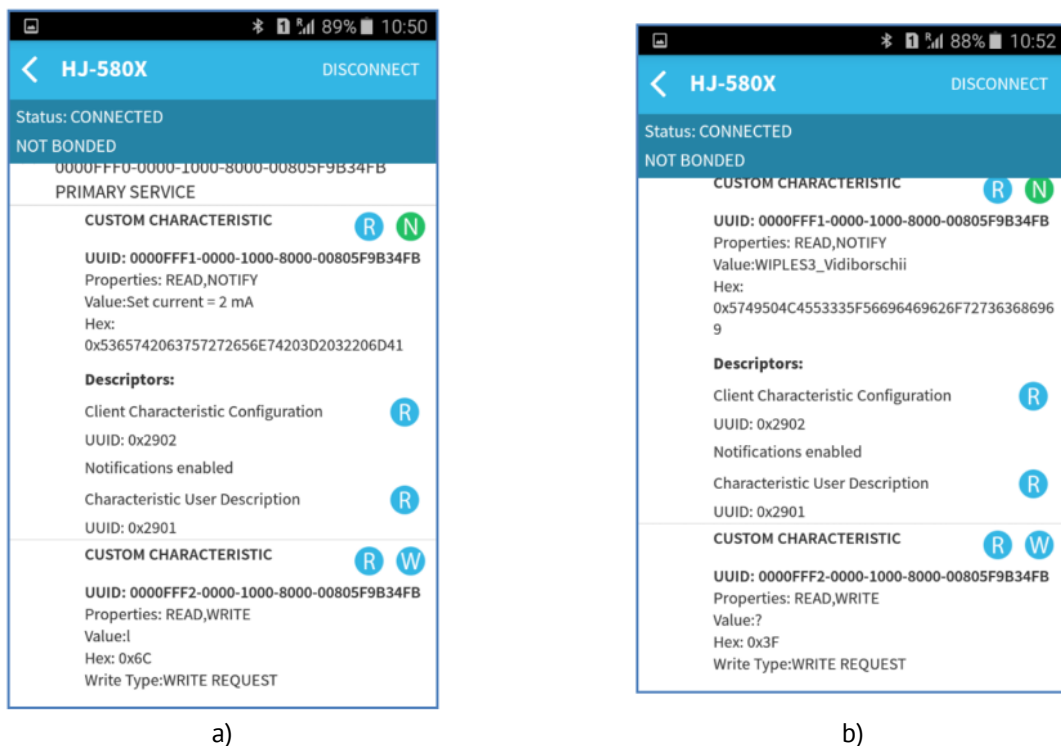 89% 10:50
HJ-580X DISCONNECT
Status: CONNECTED
NOT BONDED
0000FFF0-0000-1000-8000-00805F9B34FB
PRIMARY SERVICE
CUSTOM CHARACTERISTIC R N
UUID: 0000FFF1-0000-1000-8000-00805F9B34FB
Properties: READ,NOTIFY
Value:Set current = 2 mA
Hex:
0x5365742063757272656E74203D2032206D41
Descriptors:
Client Characteristic Configuration R
UUID: 0x2902
Notifications enabled
Characteristic User Description R
UUID: 0x2901
CUSTOM CHARACTERISTIC R W
UUID: 0000FFF2-0000-1000-8000-00805F9B34FB
Properties: READ,WRITE
Value:l
Hex: 0x6C
Write Type:WRITE REQUEST
a)
88% 10:52
HJ-580X DISCONNECT
Status: CONNECTED
NOT BONDED
CUSTOM CHARACTERISTIC R N
UUID: 0000FFF1-0000-1000-8000-00805F9B34FB
Properties: READ,NOTIFY
Value:WIPLES3_Vidiborschii
Hex:
0x5749504C4553335F56696469626F72736368696
9
Descriptors:
Client Characteristic Configuration R
UUID: 0x2902
Notifications enabled
Characteristic User Description R
UUID: 0x2901
CUSTOM CHARACTERISTIC R W
UUID: 0000FFF2-0000-1000-8000-00805F9B34FB
Properties: READ,WRITE
Value:?
Hex: 0x3F
Write Type:WRITE REQUEST
b)